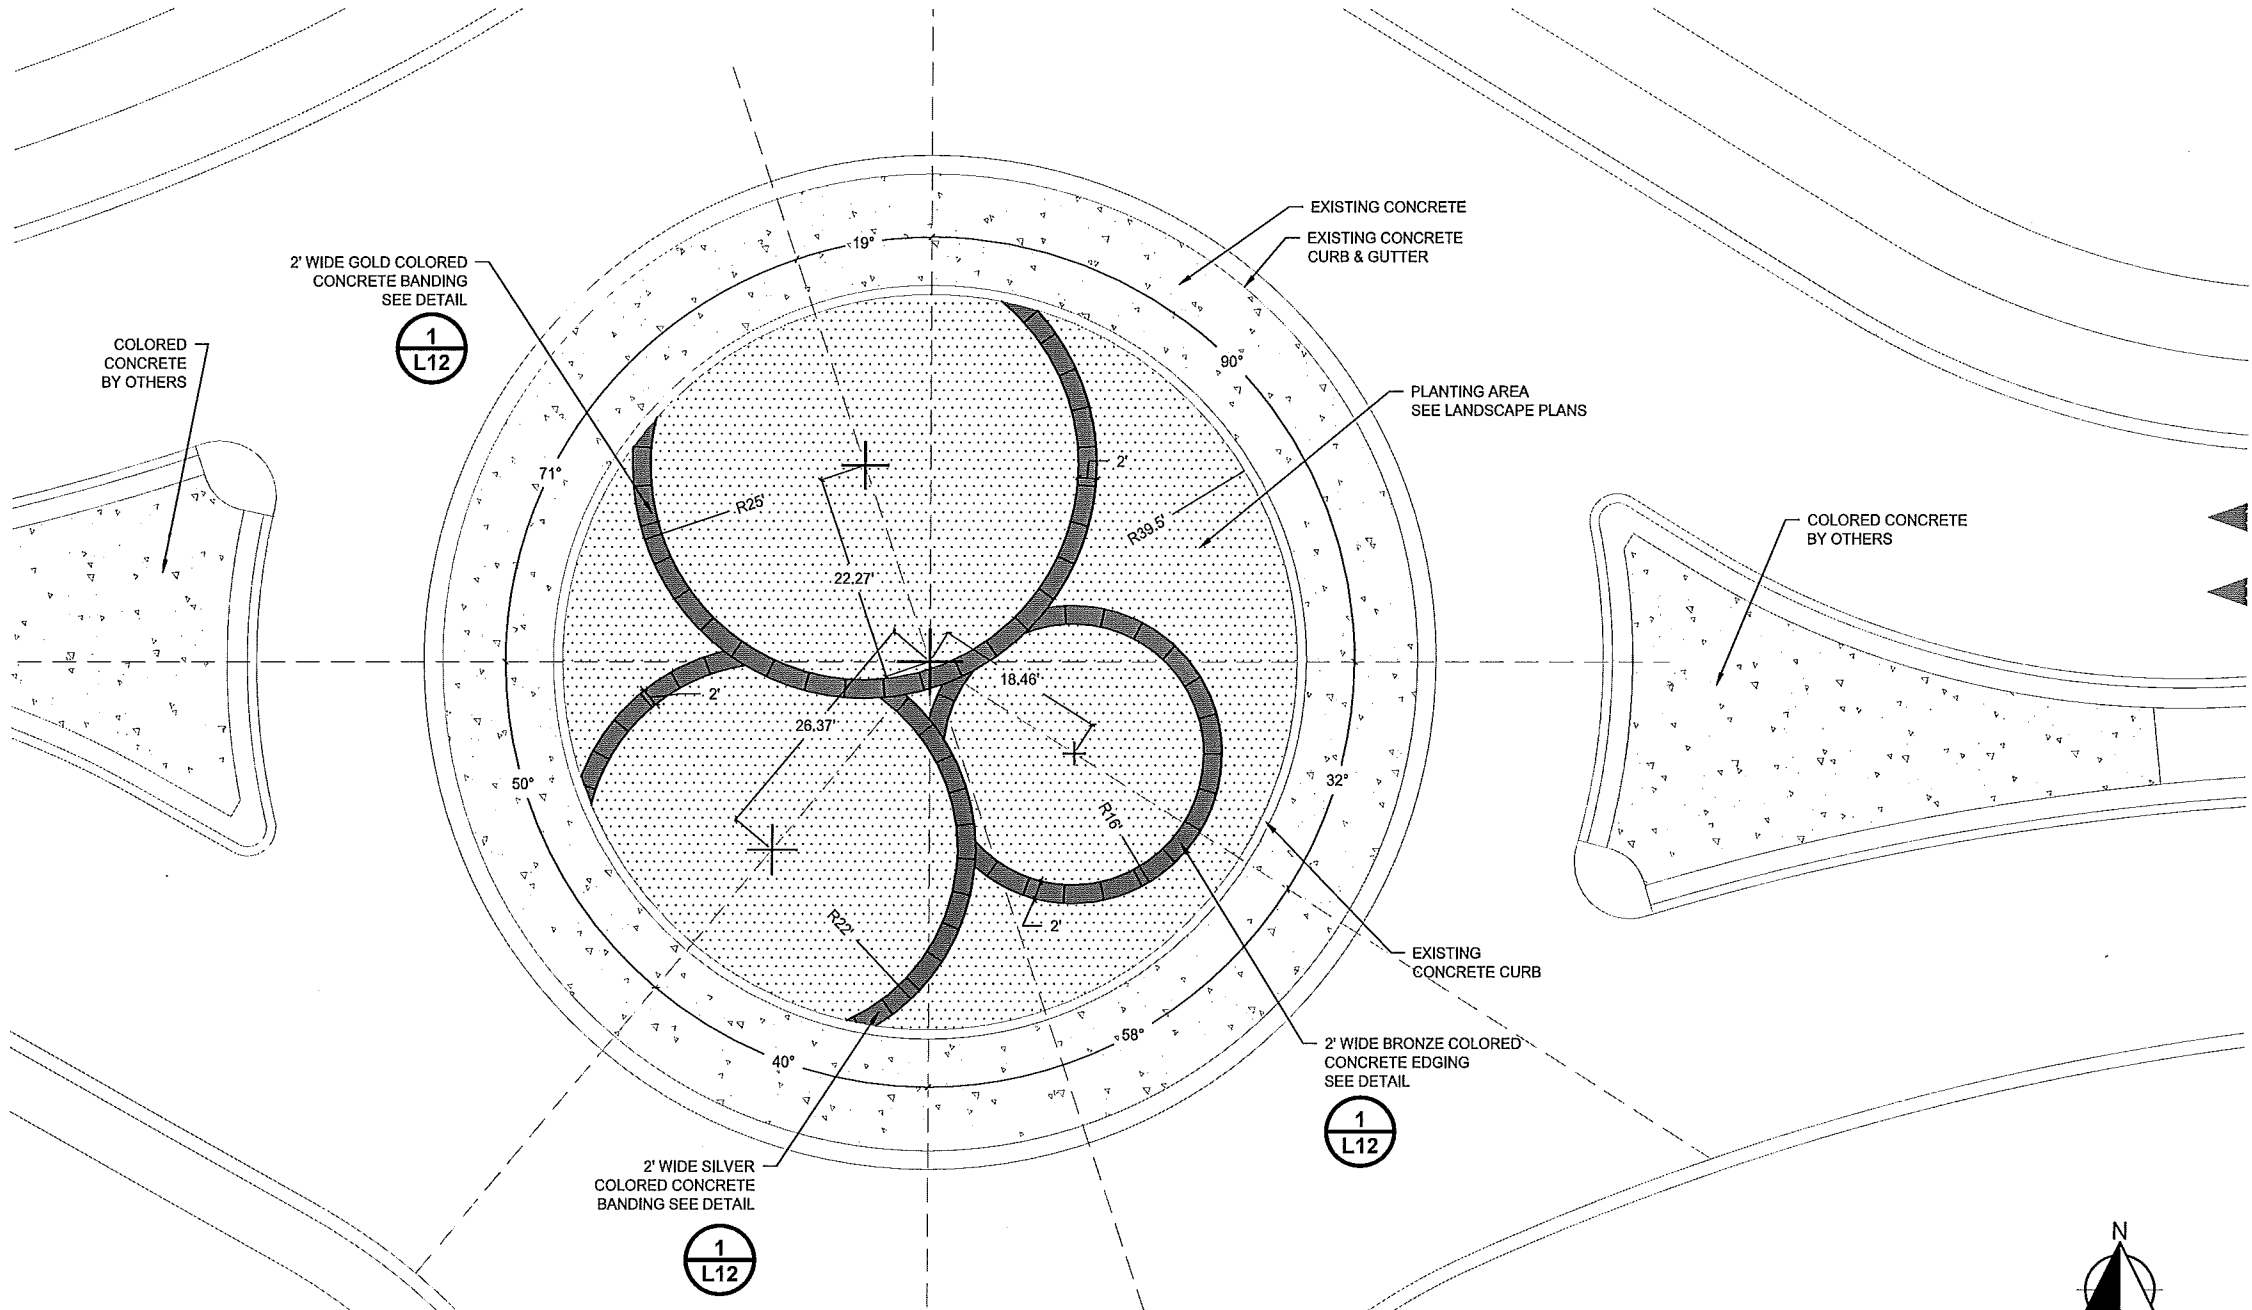 EXISTING CONCRETE
EXISTING CONCRETE
CURB & GUTTER
19°
2' WIDE GOLD COLORED
CONCRETE BANDING
SEE DETAIL
1
L12
COLORED
CONCRETE
BY OTHERS
90°
PLANTING AREA
SEE LANDSCAPE PLANS
71°
2'
R25'
R39.5'
COLORED CONCRETE
BY OTHERS
22.27'
18.46'
2'
26.37'
50°
32°
R16'
R22'
2'
EXISTING
CONCRETE CURB
58°
40°
2' WIDE BRONZE COLORED
CONCRETE EDGING
SEE DETAIL
1
L12
2' WIDE SILVER
COLORED CONCRETE
BANDING SEE DETAIL
1
L12
N